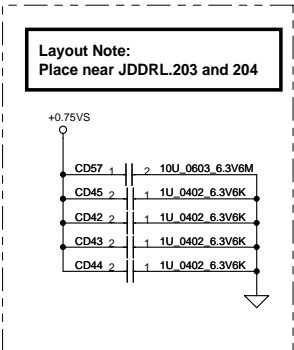 Layout Note:
Place near JDDRL.203 and 204
+0.75VS
CD57 1 2 10U_0603_6.3V6M
CD45 2 1 1U_0402_6.3V6K
CD42 2 1 1U_0402_6.3V6K
CD43 2 1 1U_0402_6.3V6K
CD44 2 1 1U_0402_6.3V6K